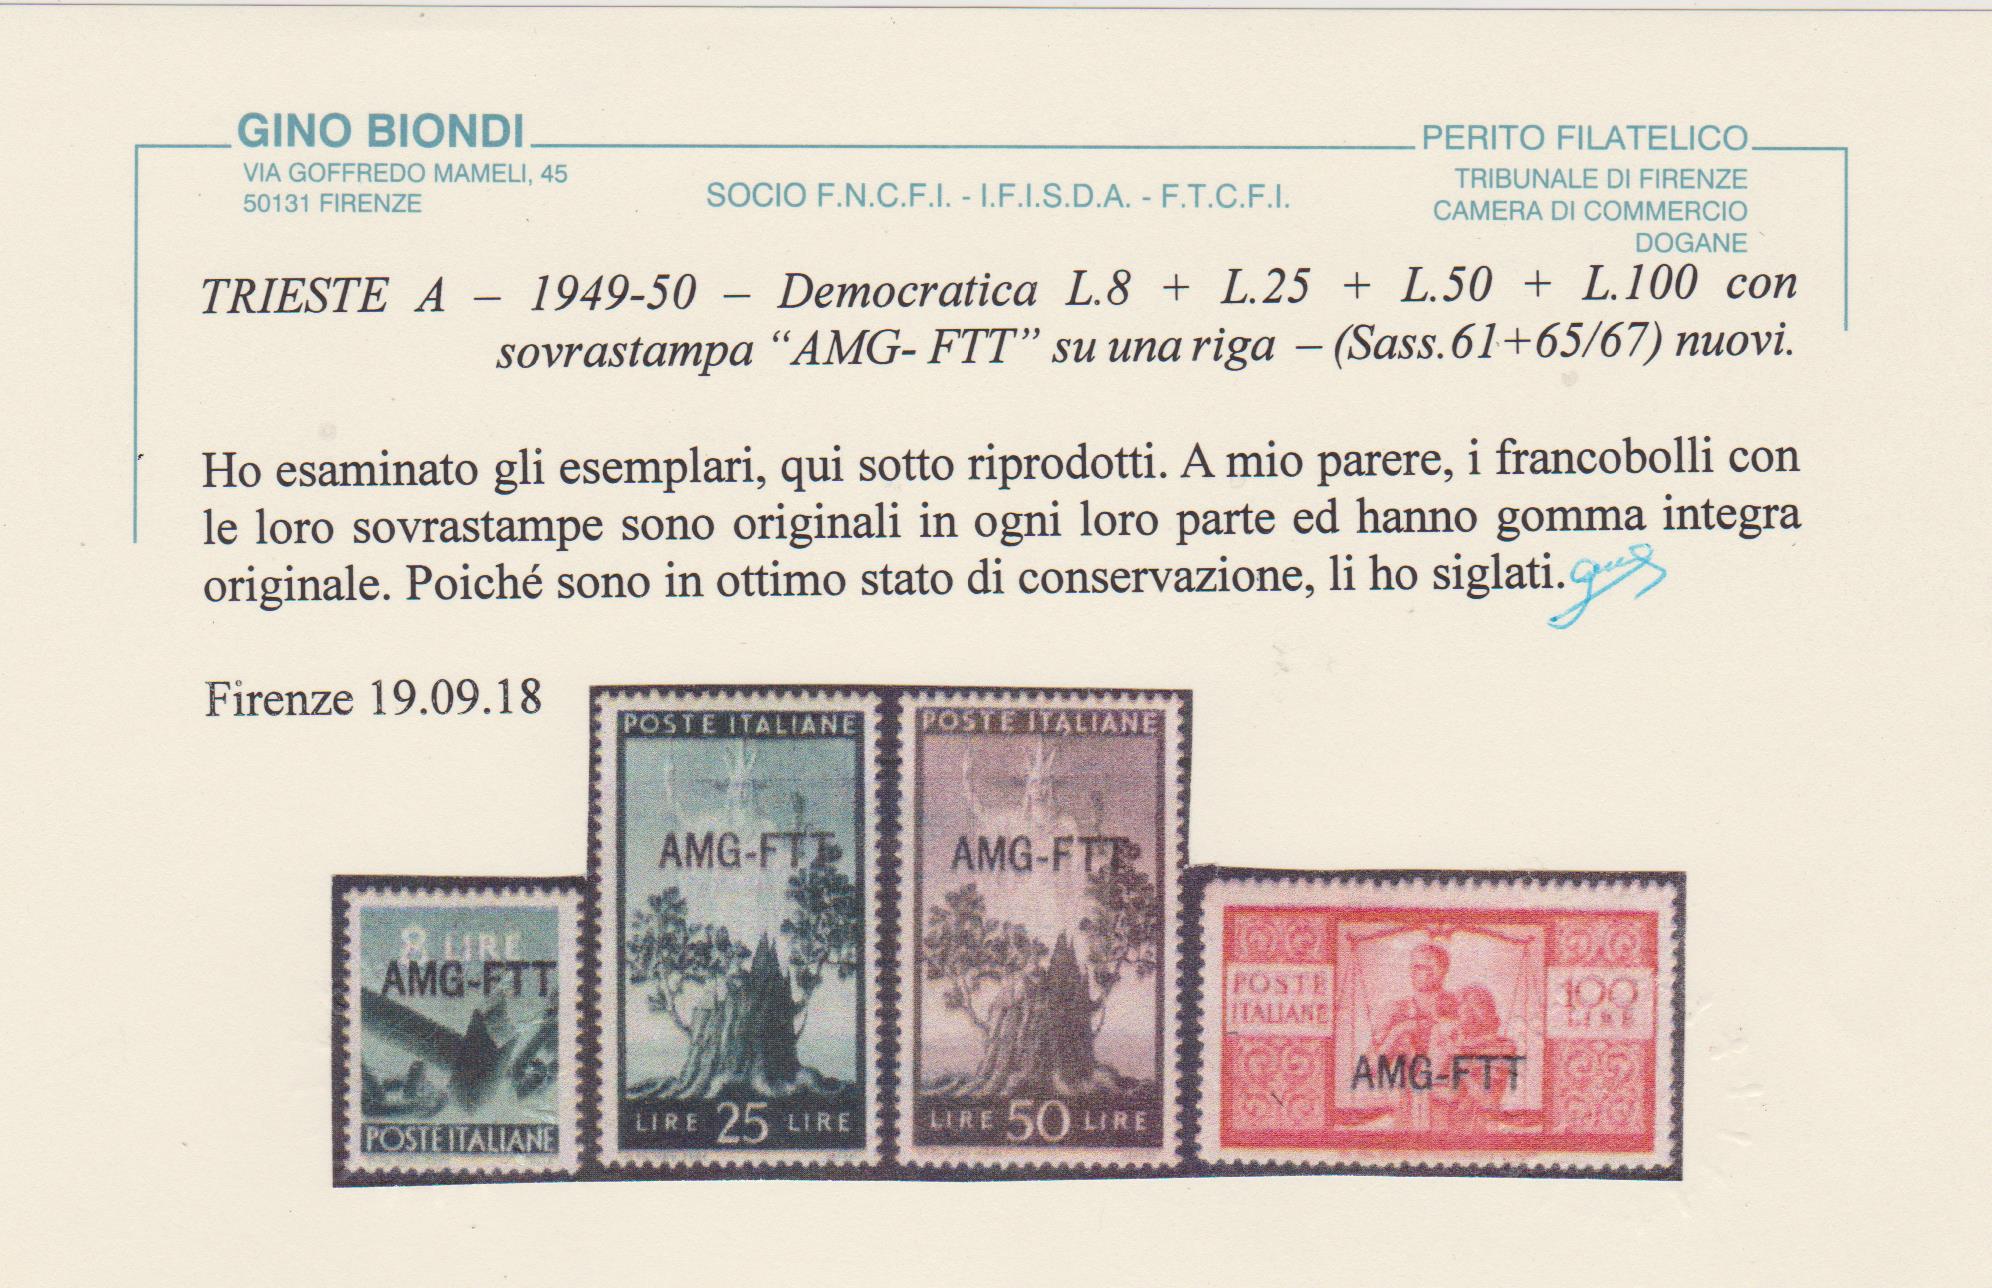 GINO BIONDI
VIA GOFFREDO MAMELI, 45
50131 FIRENZE
SOCIO F.N.C.F.I. - I.F.I.S.D.A. - F.T.C.F.I.
PERITO FILATELICO
TRIBUNALE DI FIRENZE
CAMERA DI COMMERCIO
DOGANE
TRIESTE A – 1949-50 – Democratica L.8 + L.25 + L.50 + L.100 con
sovrastampa “AMG- FTT” su una riga – (Sass.61+65/67) nuovi.
Ho esaminato gli esemplari, qui sotto riprodotti. A mio parere, i francobolli con
le loro sovrastampe sono originali in ogni loro parte ed hanno gomma integra
originale. Poiché sono in ottimo stato di conservazione, li ho siglati.
Firenze 19.09.18
8 LIRE
AMG-FTT
POSTE ITALIANE
POSTE ITALIANE
AMG-FTT
LIRE 25 LIRE
POSTE ITALIANE
AMG-FTT
LIRE 50 LIRE
POSTE
ITALIANE
100
LIRE
AMG-FTT